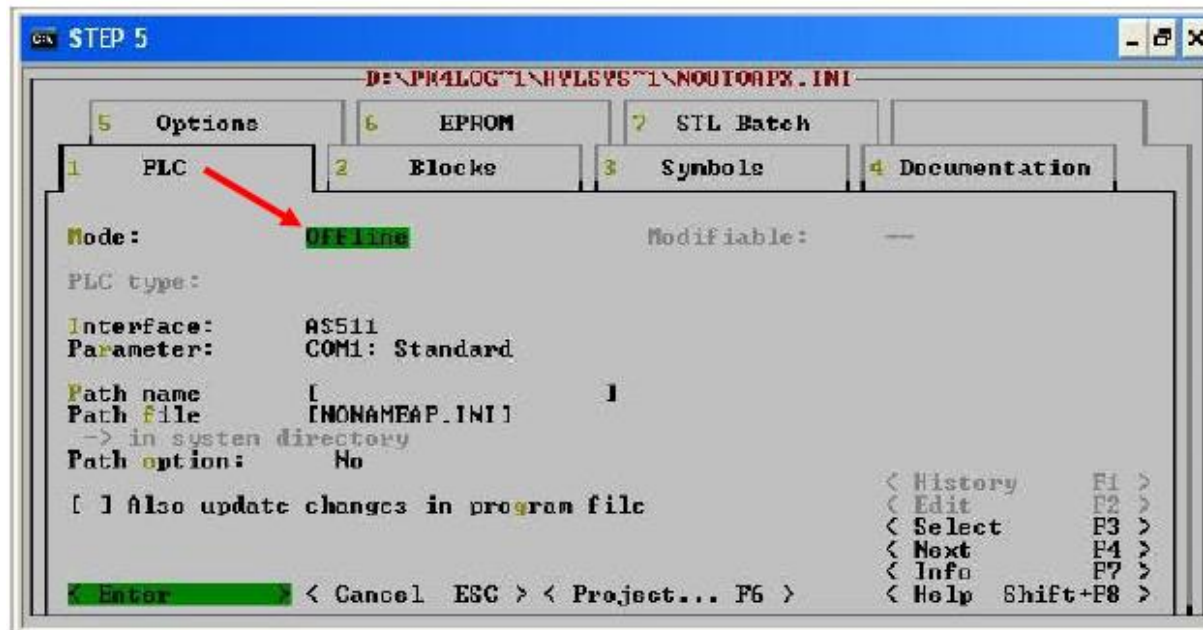 STEP 5
D:\PR4LOG~1\HYLSYS~1\NOUTOAPX.INI
5 Options 6 EPROM 7 STL Batch
1 PLC 2 Blocks 3 Symbols 4 Documentation
Mode: Offline Modifiable: --
PLC type:
Interface: AS511
Parameter: COM1: Standard
Path name [ ]
Path file [NONAMEAP.INI]
-> in system directory
Path option: No
< History F1 >
[ ] Also update changes in program file < Edit F2 >
< Select F3 >
< Next F4 >
< Info F7 >
< Enter > < Cancel ESC > < Project... F6 > < Help Shift+F8 >